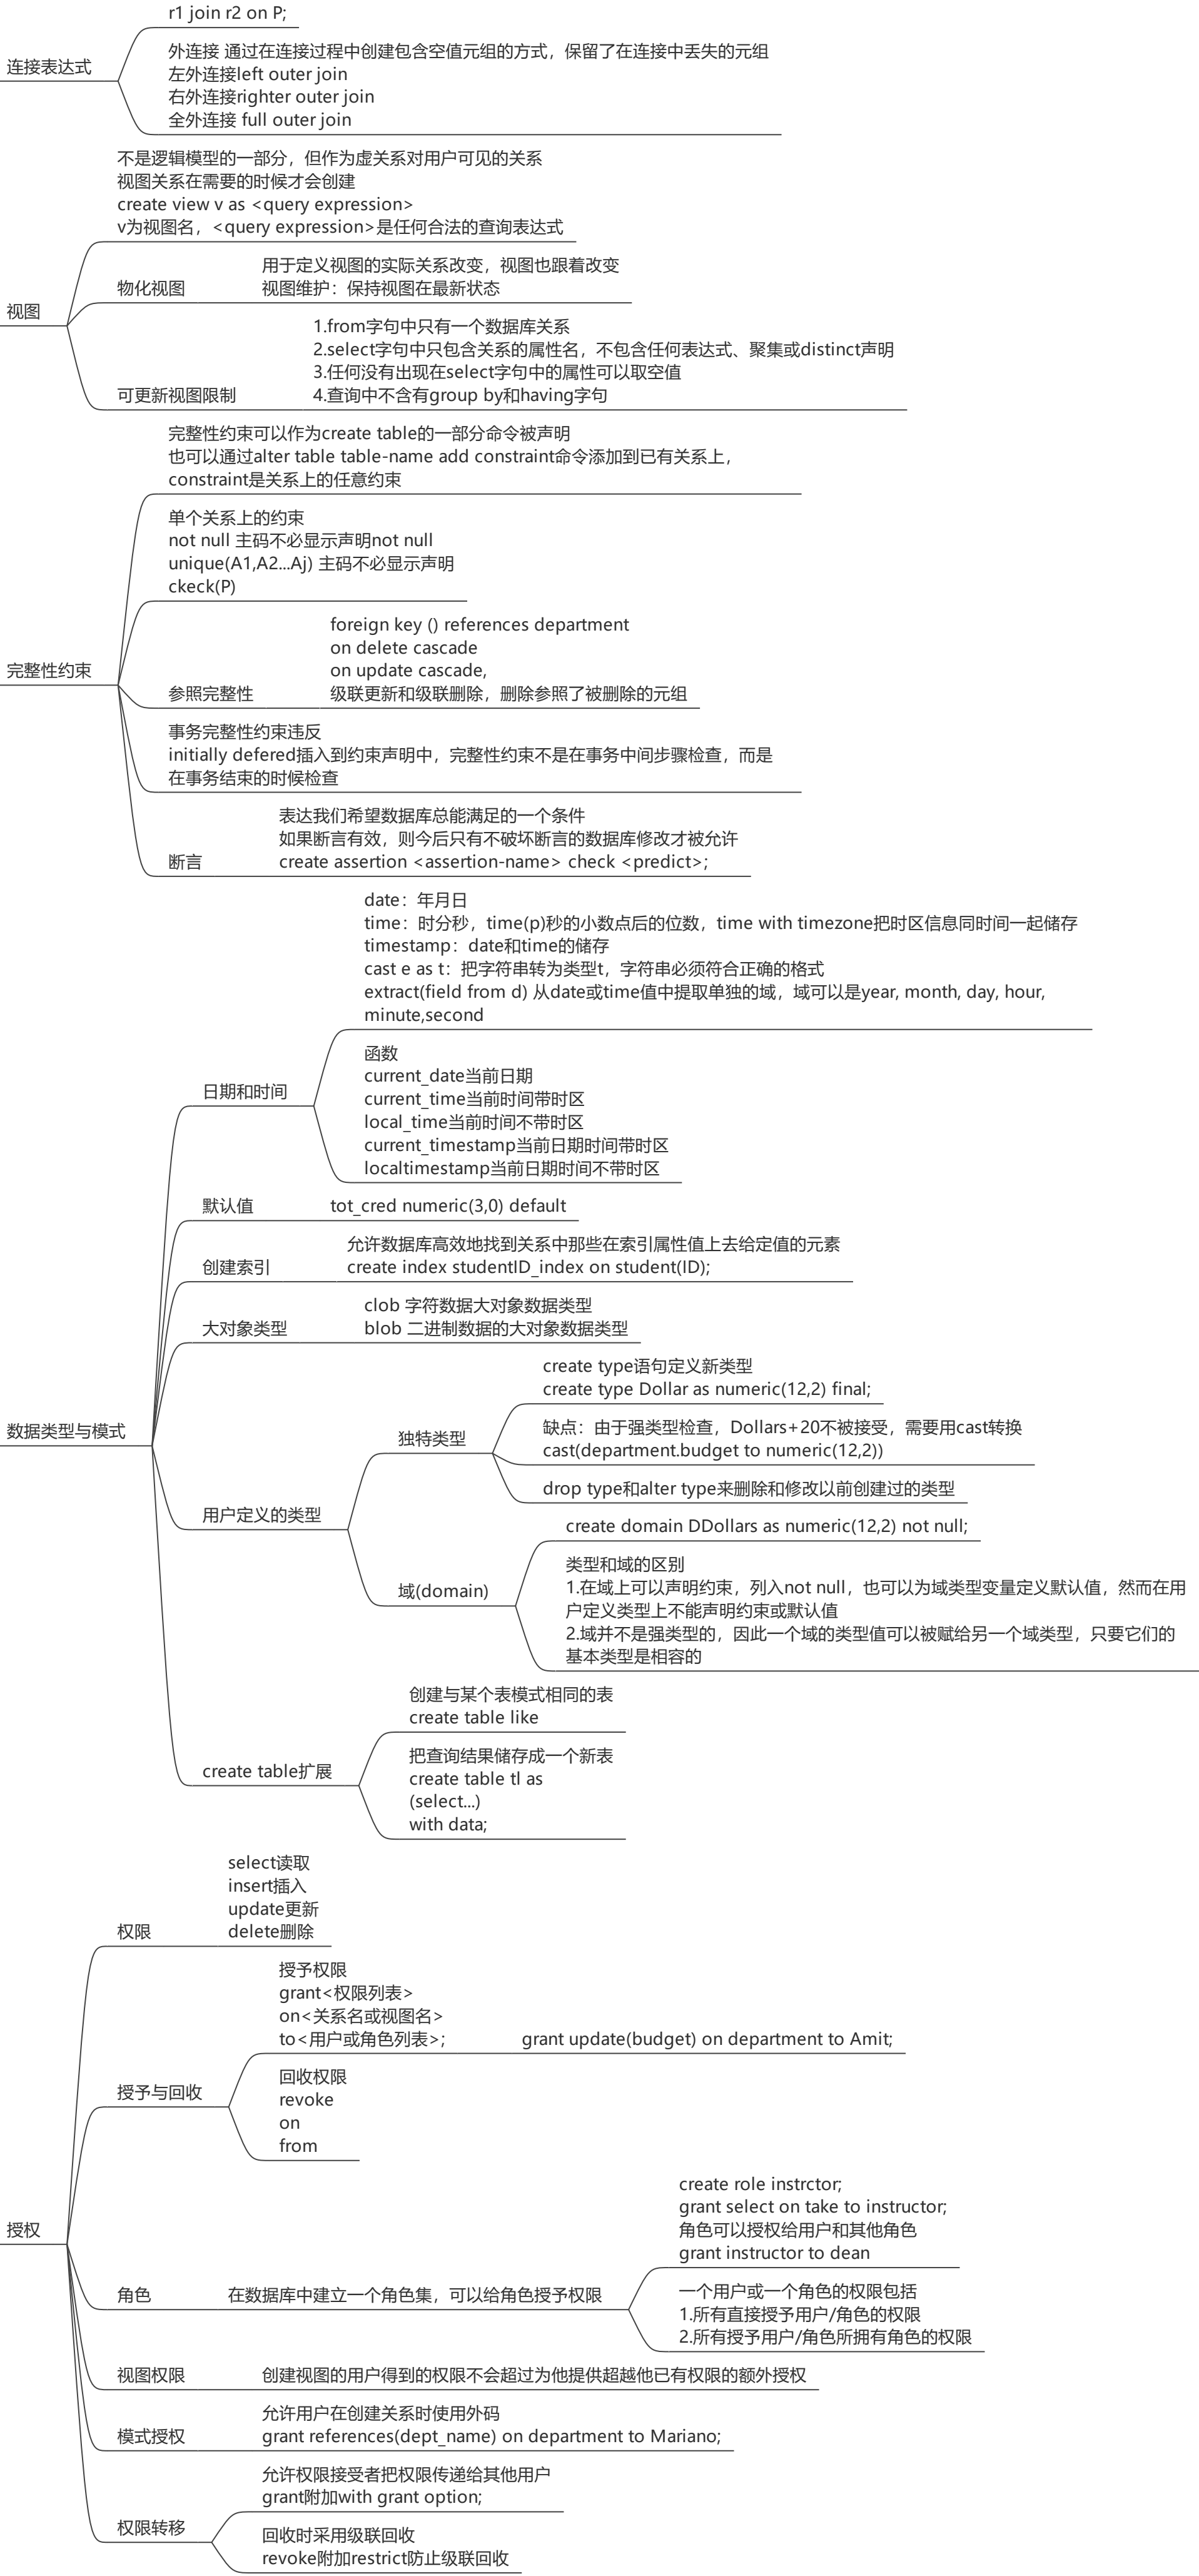 连接表达式
r1 join r2 on P;
外连接 通过在连接过程中创建包含空值元组的方式，保留了在连接中丢失的元组
左外连接left outer join
右外连接righter outer join
全外连接 full outer join
视图
不是逻辑模型的一部分，但作为虚关系对用户可见的关系
视图关系在需要的时候才会创建
create view v as <query expression>
v为视图名，<query expression>是任何合法的查询表达式
物化视图
用于定义视图的实际关系改变，视图也跟着改变
视图维护：保持视图在最新状态
可更新视图限制
1.from字句中只有一个数据库关系
2.select字句中只包含关系的属性名，不包含任何表达式、聚集或distinct声明
3.任何没有出现在select字句中的属性可以取空值
4.查询中不含有group by和having字句
完整性约束
完整性约束可以作为create table的一部分命令被声明
也可以通过alter table table-name add constraint命令添加到已有关系上，
constraint是关系上的任意约束
单个关系上的约束
not null 主码不必显示声明not null
unique(A1,A2...Aj) 主码不必显示声明
ckeck(P)
参照完整性
foreign key () references department
on delete cascade
on update cascade,
级联更新和级联删除，删除参照了被删除的元组
事务完整性约束违反
initially defered插入到约束声明中，完整性约束不是在事务中间步骤检查，而是
在事务结束的时候检查
断言
表达我们希望数据库总能满足的一个条件
如果断言有效，则今后只有不破坏断言的数据库修改才被允许
create assertion <assertion-name> check <predict>;
数据类型与模式
日期和时间
date：年月日
time：时分秒，time(p)秒的小数点后的位数，time with timezone把时区信息同时间一起储存
timestamp：date和time的储存
cast e as t：把字符串转为类型t，字符串必须符合正确的格式
extract(field from d) 从date或time值中提取单独的域，域可以是year, month, day, hour,
minute,second
函数
current_date当前日期
current_time当前时间带时区
local_time当前时间不带时区
current_timestamp当前日期时间带时区
localtimestamp当前日期时间不带时区
默认值
tot_cred numeric(3,0) default
创建索引
允许数据库高效地找到关系中那些在索引属性值上去给定值的元素
create index studentID_index on student(ID);
大对象类型
clob 字符数据大对象数据类型
blob 二进制数据的大对象数据类型
用户定义的类型
独特类型
create type语句定义新类型
create type Dollar as numeric(12,2) final;
缺点：由于强类型检查，Dollars+20不被接受，需要用cast转换
cast(department.budget to numeric(12,2))
drop type和alter type来删除和修改以前创建过的类型
域(domain)
create domain DDollars as numeric(12,2) not null;
类型和域的区别
1.在域上可以声明约束，列入not null，也可以为域类型变量定义默认值，然而在用
户定义类型上不能声明约束或默认值
2.域并不是强类型的，因此一个域的类型值可以被赋给另一个域类型，只要它们的
基本类型是相容的
create table扩展
创建与某个表模式相同的表
create table like
把查询结果储存成一个新表
create table tl as
(select...)
with data;
授权
权限
select读取
insert插入
update更新
delete删除
授予与回收
授予权限
grant<权限列表>
on<关系名或视图名>
to<用户或角色列表>;
grant update(budget) on department to Amit;
回收权限
revoke
on
from
角色
在数据库中建立一个角色集，可以给角色授予权限
create role instrctor;
grant select on take to instructor;
角色可以授权给用户和其他角色
grant instructor to dean
一个用户或一个角色的权限包括
1.所有直接授予用户/角色的权限
2.所有授予用户/角色所拥有角色的权限
视图权限
创建视图的用户得到的权限不会超过为他提供超越他已有权限的额外授权
模式授权
允许用户在创建关系时使用外码
grant references(dept_name) on department to Mariano;
权限转移
允许权限接受者把权限传递给其他用户
grant附加with grant option;
回收时采用级联回收
revoke附加restrict防止级联回收